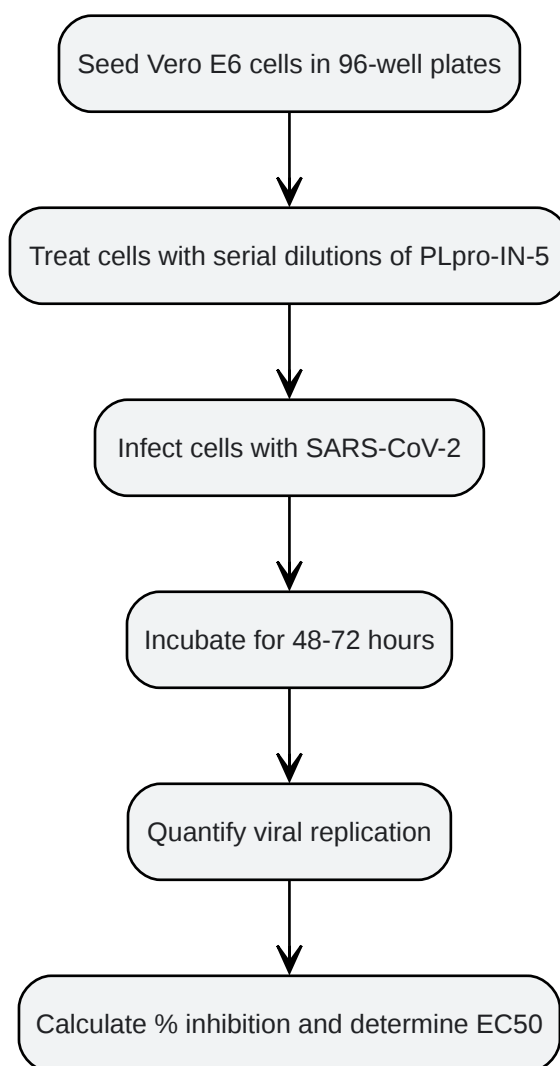 Seed Vero E6 cells in 96-well plates
Treat cells with serial dilutions of PLpro-IN-5
Infect cells with SARS-CoV-2
Incubate for 48-72 hours
Quantify viral replication
Calculate % inhibition and determine EC50